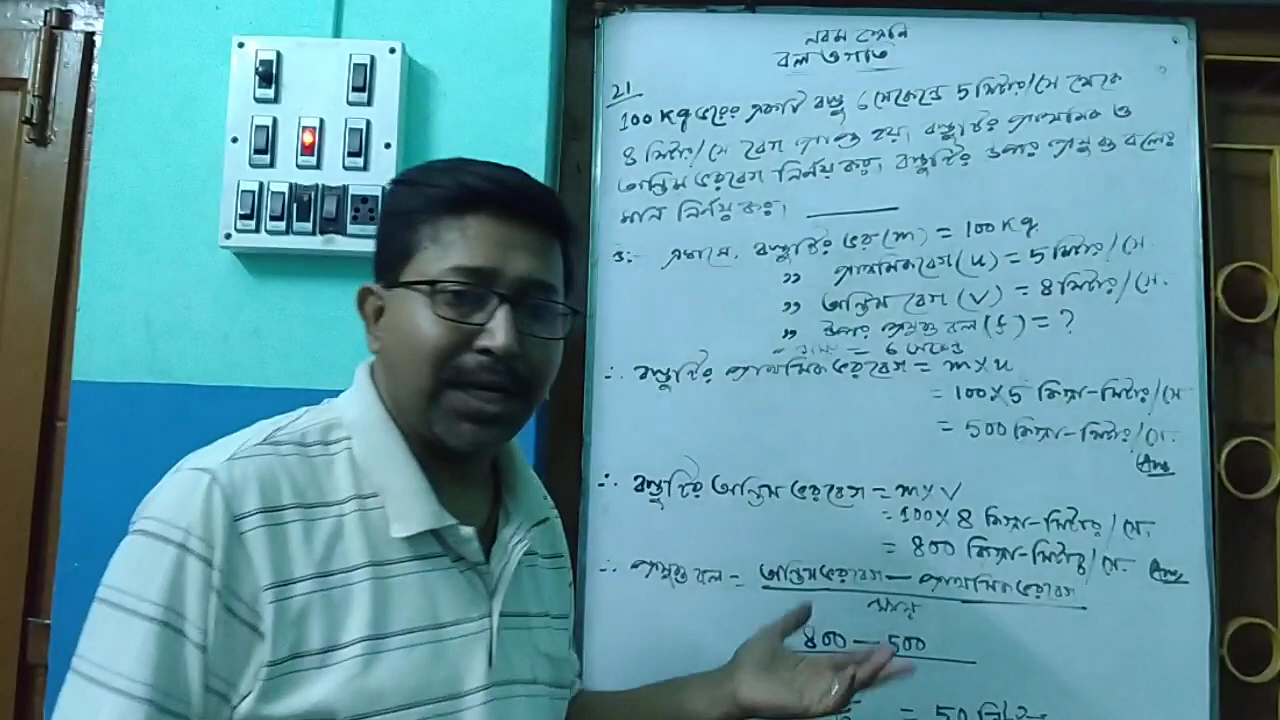 নবম শ্রেণি
বল ও গতি
21
100 Kg ভরের একটি বস্তু 6 সেকেন্ডে 5 মিটার/সে থেকে
8 মিটার/সে বেগ প্রাপ্ত হয়। বস্তুটির প্রাথমিক ও
অন্তিম ভরবেগ নির্ণয় কর। বস্তুটির উপর প্রযুক্ত বলের
মান নির্ণয় কর।
উঃ এখানে, বস্তুটির ভর (m) = 100 Kg.
,, প্রাথমিক বেগ (u) = 5 মিটার/সে.
,, অন্তিম বেগ (v) = 8 মিটার/সে.
,, উপর প্রযুক্ত বল (f) = ?
,, = 6 সেকেন্ড
∴ বস্তুটির প্রাথমিক ভরবেগ = m x u
= 100 x 5 কিগ্রা-মিটার/সে
= 500 কিগ্রা-মিটার/সে.
Ans
∴ বস্তুটির অন্তিম ভরবেগ = m x v
= 100 x 8 কিগ্রা-মিটার/সে.
= 800 কিগ্রা-মিটার/সে. Ans
∴ প্রযুক্ত বল = অন্তিম ভরবেগ — প্রাথমিক ভরবেগ
সময়
800 — 500
= 50